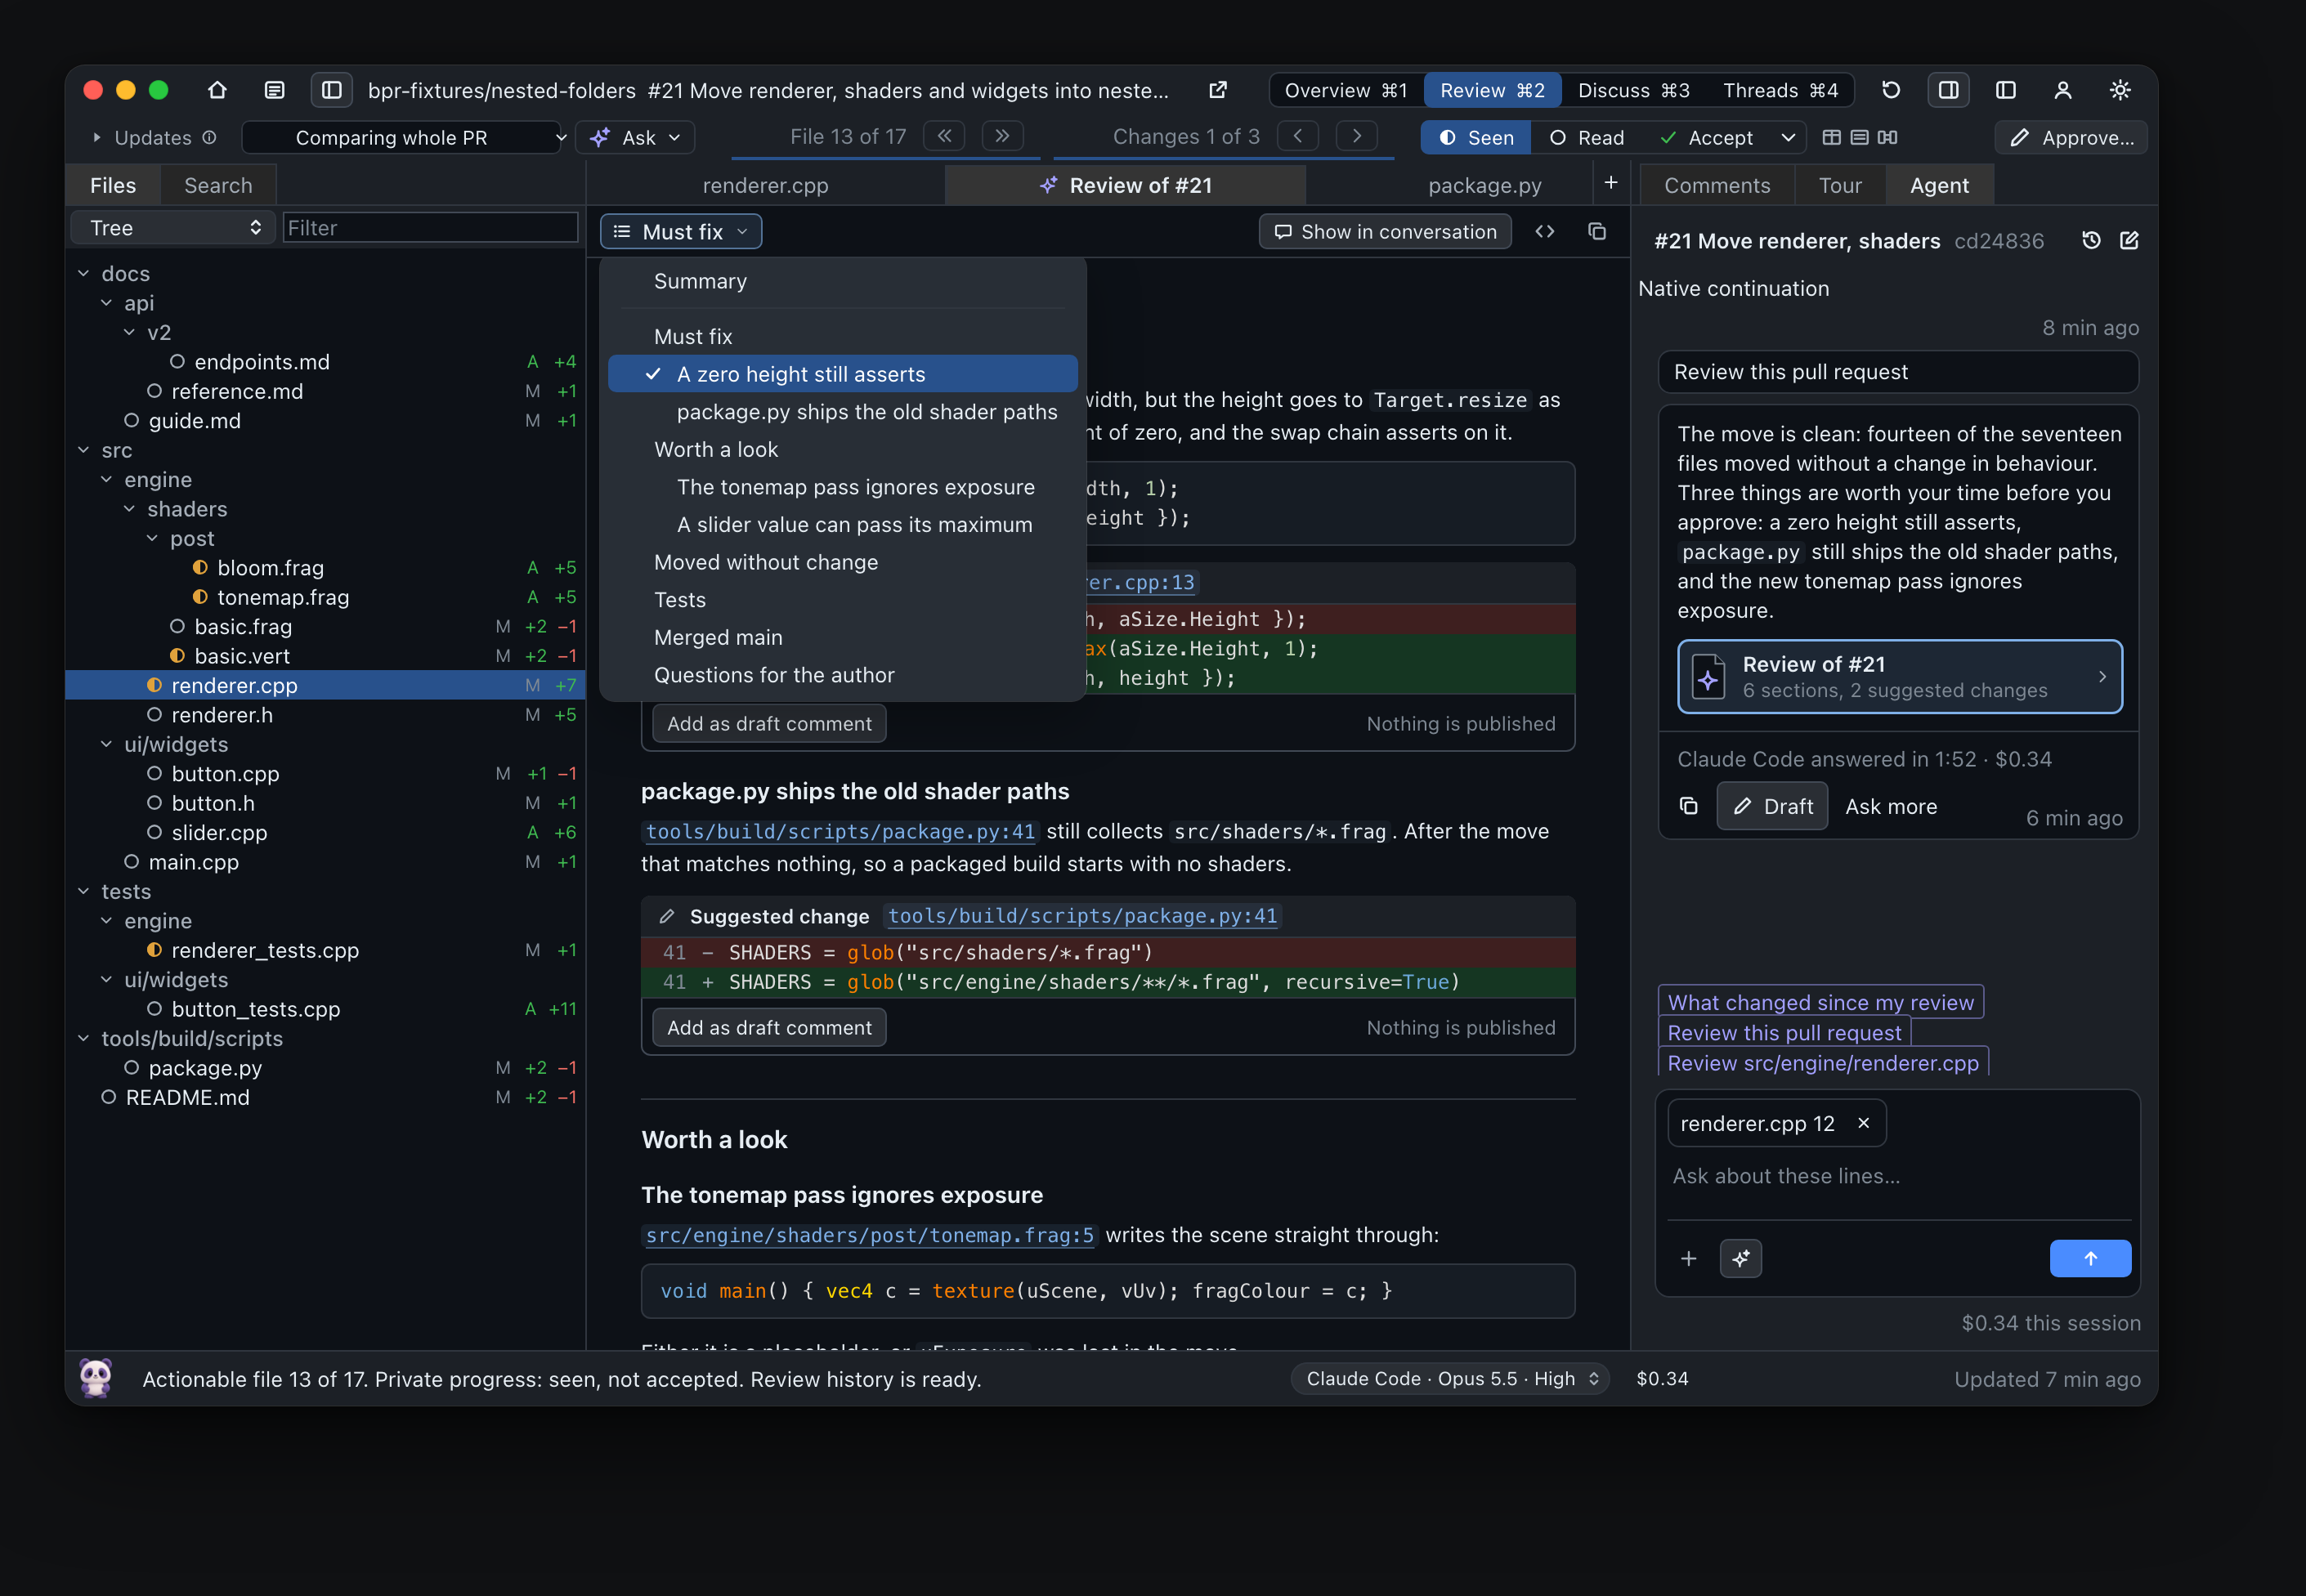 bpr-fixtures/nested-folders #21 Move renderer, shaders and widgets into neste...
Overview ⌘1 Review ⌘2 Discuss ⌘3 Threads ⌘4
Updates Comparing whole PR Ask File 13 of 17 Changes 1 of 3 Seen Read Accept Approve...
Files Search
Tree Filter
docs
api
v2
endpoints.md A +4
reference.md M +1
guide.md M +1
src
engine
shaders
post
bloom.frag A +5
tonemap.frag A +5
basic.frag M +2 −1
basic.vert M +2 −1
renderer.cpp M +7
renderer.h M +5
ui/widgets
button.cpp M +1 −1
button.h M +1
slider.cpp A +6
main.cpp M +1
tests
engine
renderer_tests.cpp M +1
ui/widgets
button_tests.cpp A +11
tools/build/scripts
package.py M +2 −1
README.md M +2 −1
renderer.cpp Review of #21 package.py +
Must fix Show in conversation
Summary
Must fix
A zero height still asserts
package.py ships the old shader paths
Worth a look
The tonemap pass ignores exposure
A slider value can pass its maximum
Moved without change
Tests
Merged main
Questions for the author
width, but the height goes to Target.resize as
of zero, and the swap chain asserts on it.
dth, 1);
eight });
er.cpp:13
h, aSize.Height });
ax(aSize.Height, 1);
h, height });
Add as draft comment Nothing is published
package.py ships the old shader paths
tools/build/scripts/package.py:41 still collects src/shaders/*.frag. After the move
that matches nothing, so a packaged build starts with no shaders.
Suggested change tools/build/scripts/package.py:41
41 − SHADERS = glob("src/shaders/*.frag")
41 + SHADERS = glob("src/engine/shaders/**/*.frag", recursive=True)
Add as draft comment Nothing is published
Worth a look
The tonemap pass ignores exposure
src/engine/shaders/post/tonemap.frag:5 writes the scene straight through:
void main() { vec4 c = texture(uScene, vUv); fragColour = c; }
Either it is a placeholder, or uExposure was lost in the move.
Comments Tour Agent
#21 Move renderer, shaders cd24836
Native continuation
8 min ago
Review this pull request
The move is clean: fourteen of the seventeen
files moved without a change in behaviour.
Three things are worth your time before you
approve: a zero height still asserts,
package.py still ships the old shader paths,
and the new tonemap pass ignores
exposure.
Review of #21
6 sections, 2 suggested changes
Claude Code answered in 1:52 · $0.34
Draft Ask more 6 min ago
What changed since my review
Review this pull request
Review src/engine/renderer.cpp
renderer.cpp 12 ×
Ask about these lines...
$0.34 this session
Actionable file 13 of 17. Private progress: seen, not accepted. Review history is ready.
Claude Code · Opus 5.5 · High $0.34 Updated 7 min ago